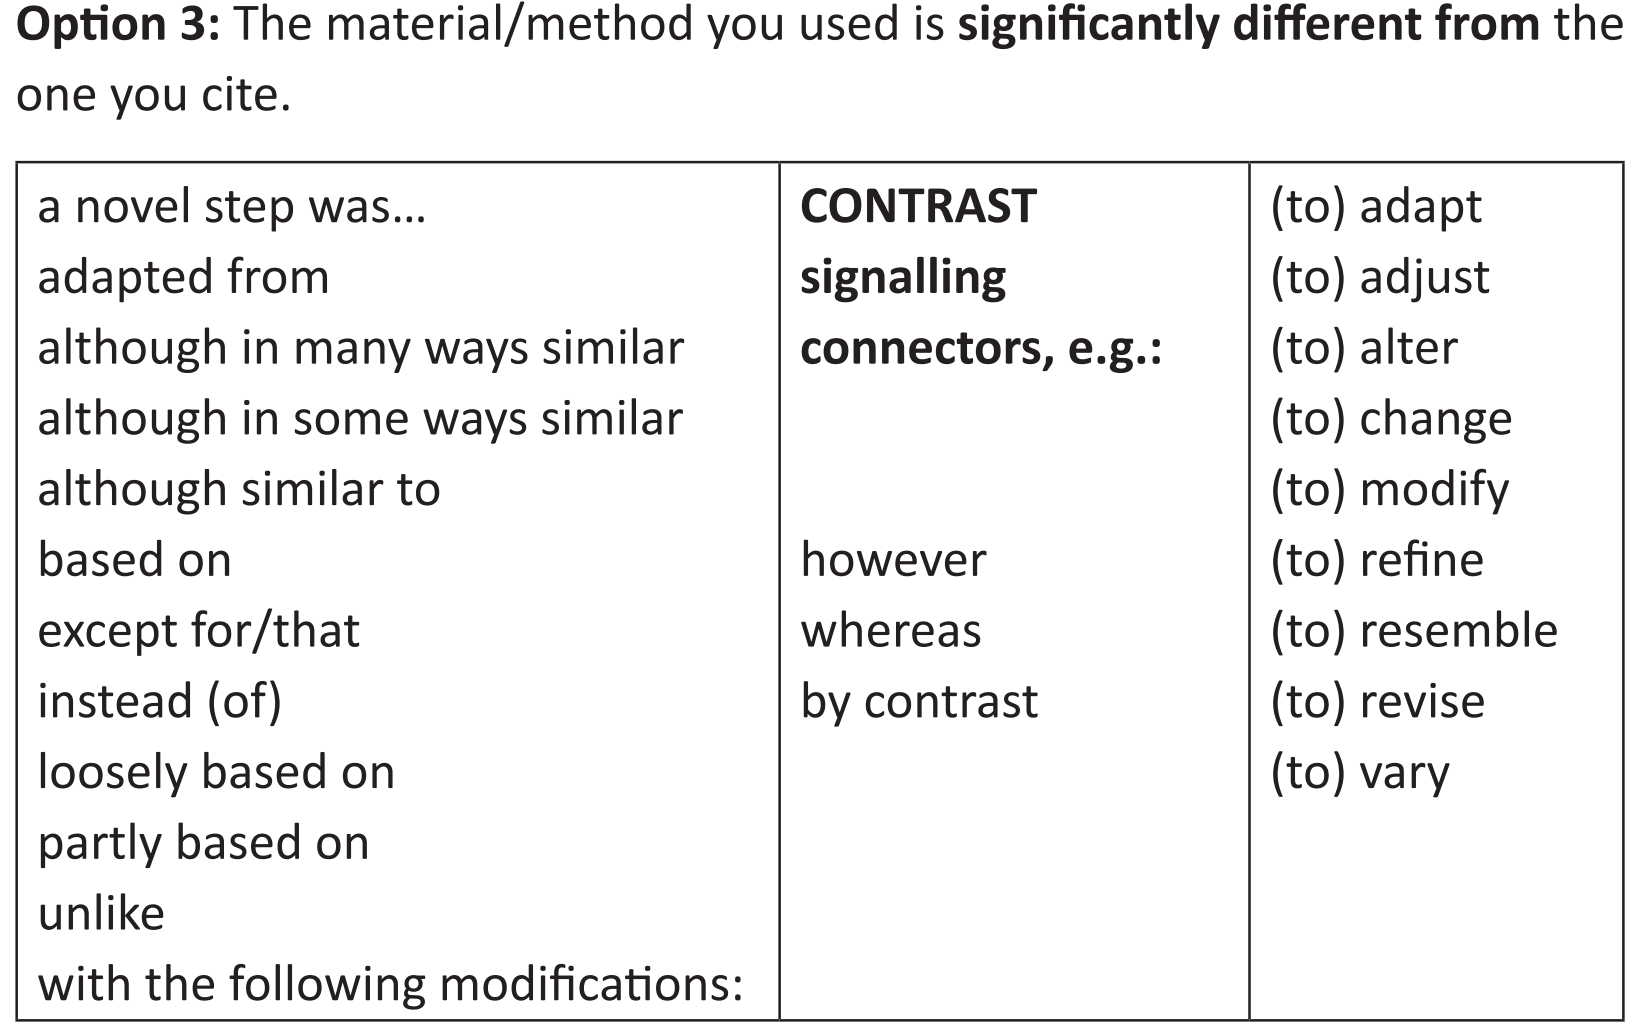 Option 3: The material/method you used is significantly different from the
one you cite.
a novel step was...
adapted from
although in many ways similar
although in some ways similar
although similar to
based on
except for/that
instead (of)
loosely based on
partly based on
unlike
with the following modifications:
CONTRAST
signalling
connectors, e.g.:
however
whereas
by contrast
(to) adapt
(to) adjust
(to) alter
(to) change
(to) modify
(to) refine
(to) resemble
(to) revise
(to) vary